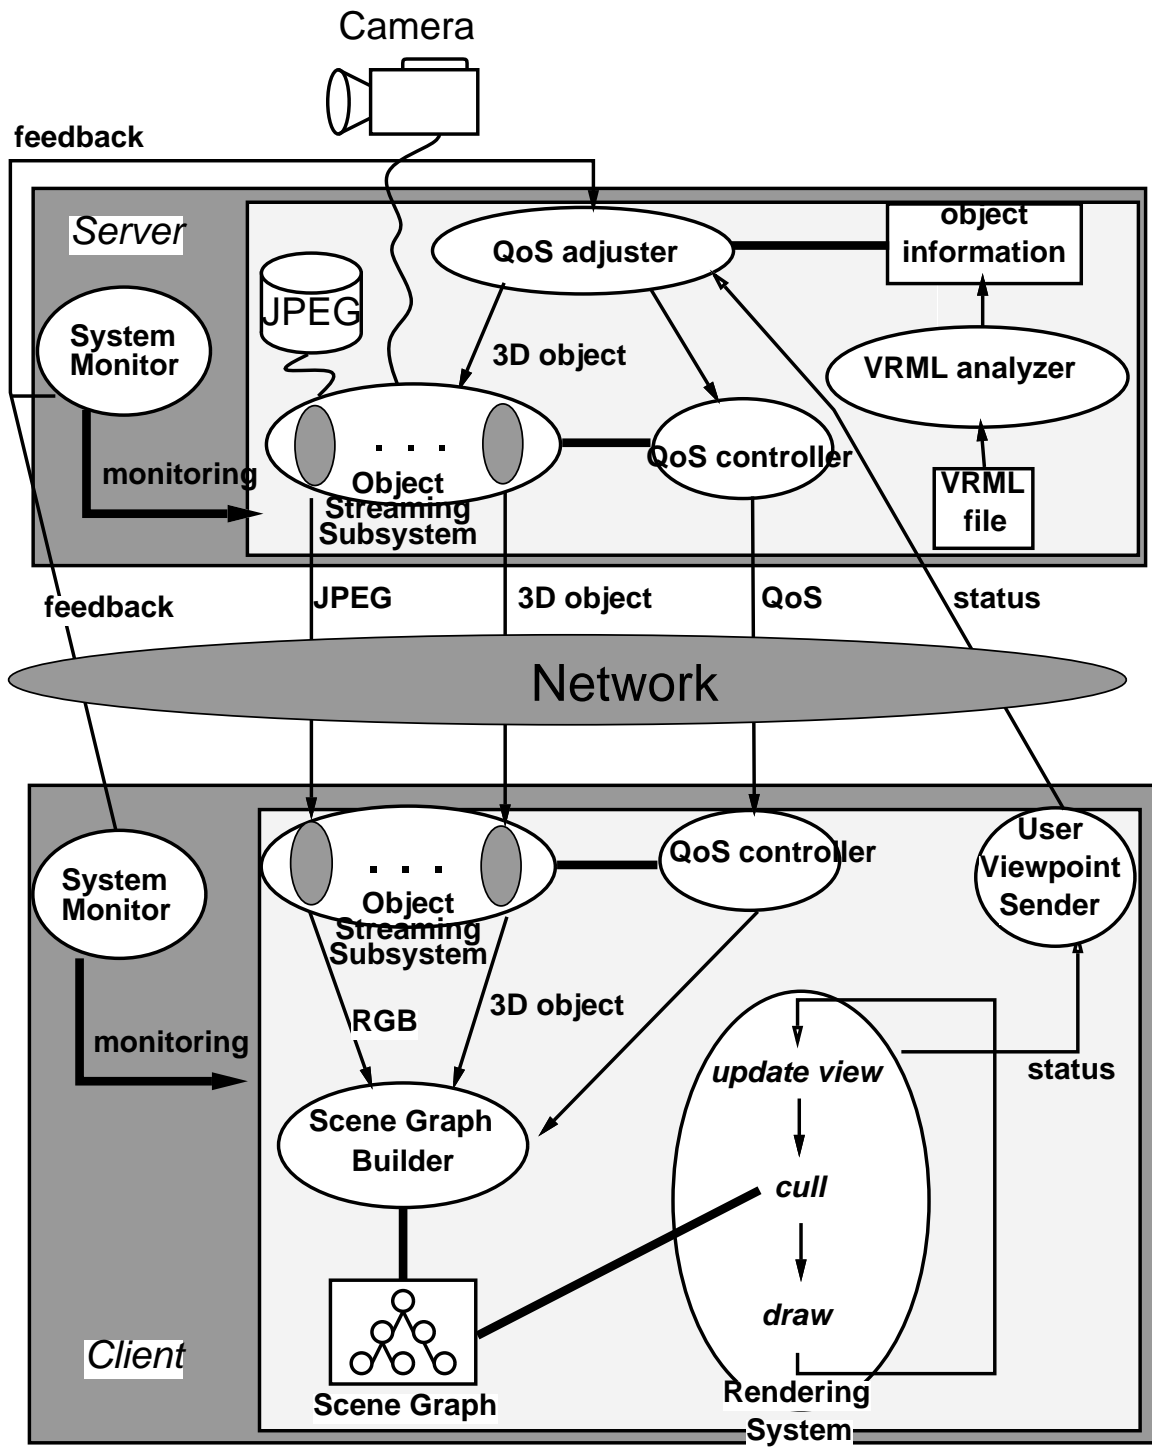 Camera
feedback
Server
QoS adjuster
object
information
JPEG
System
Monitor
3D object
VRML analyzer
monitoring
. . .
QoS controller
Object
Streaming
Subsystem
VRML
file
feedback
JPEG
3D object
QoS
status
Network
System
Monitor
. . .
Object
Streaming
Subsystem
QoS controller
User
Viewpoint
Sender
monitoring
RGB
3D object
update view
status
Scene Graph
Builder
cull
draw
Client
Scene Graph
Rendering
System